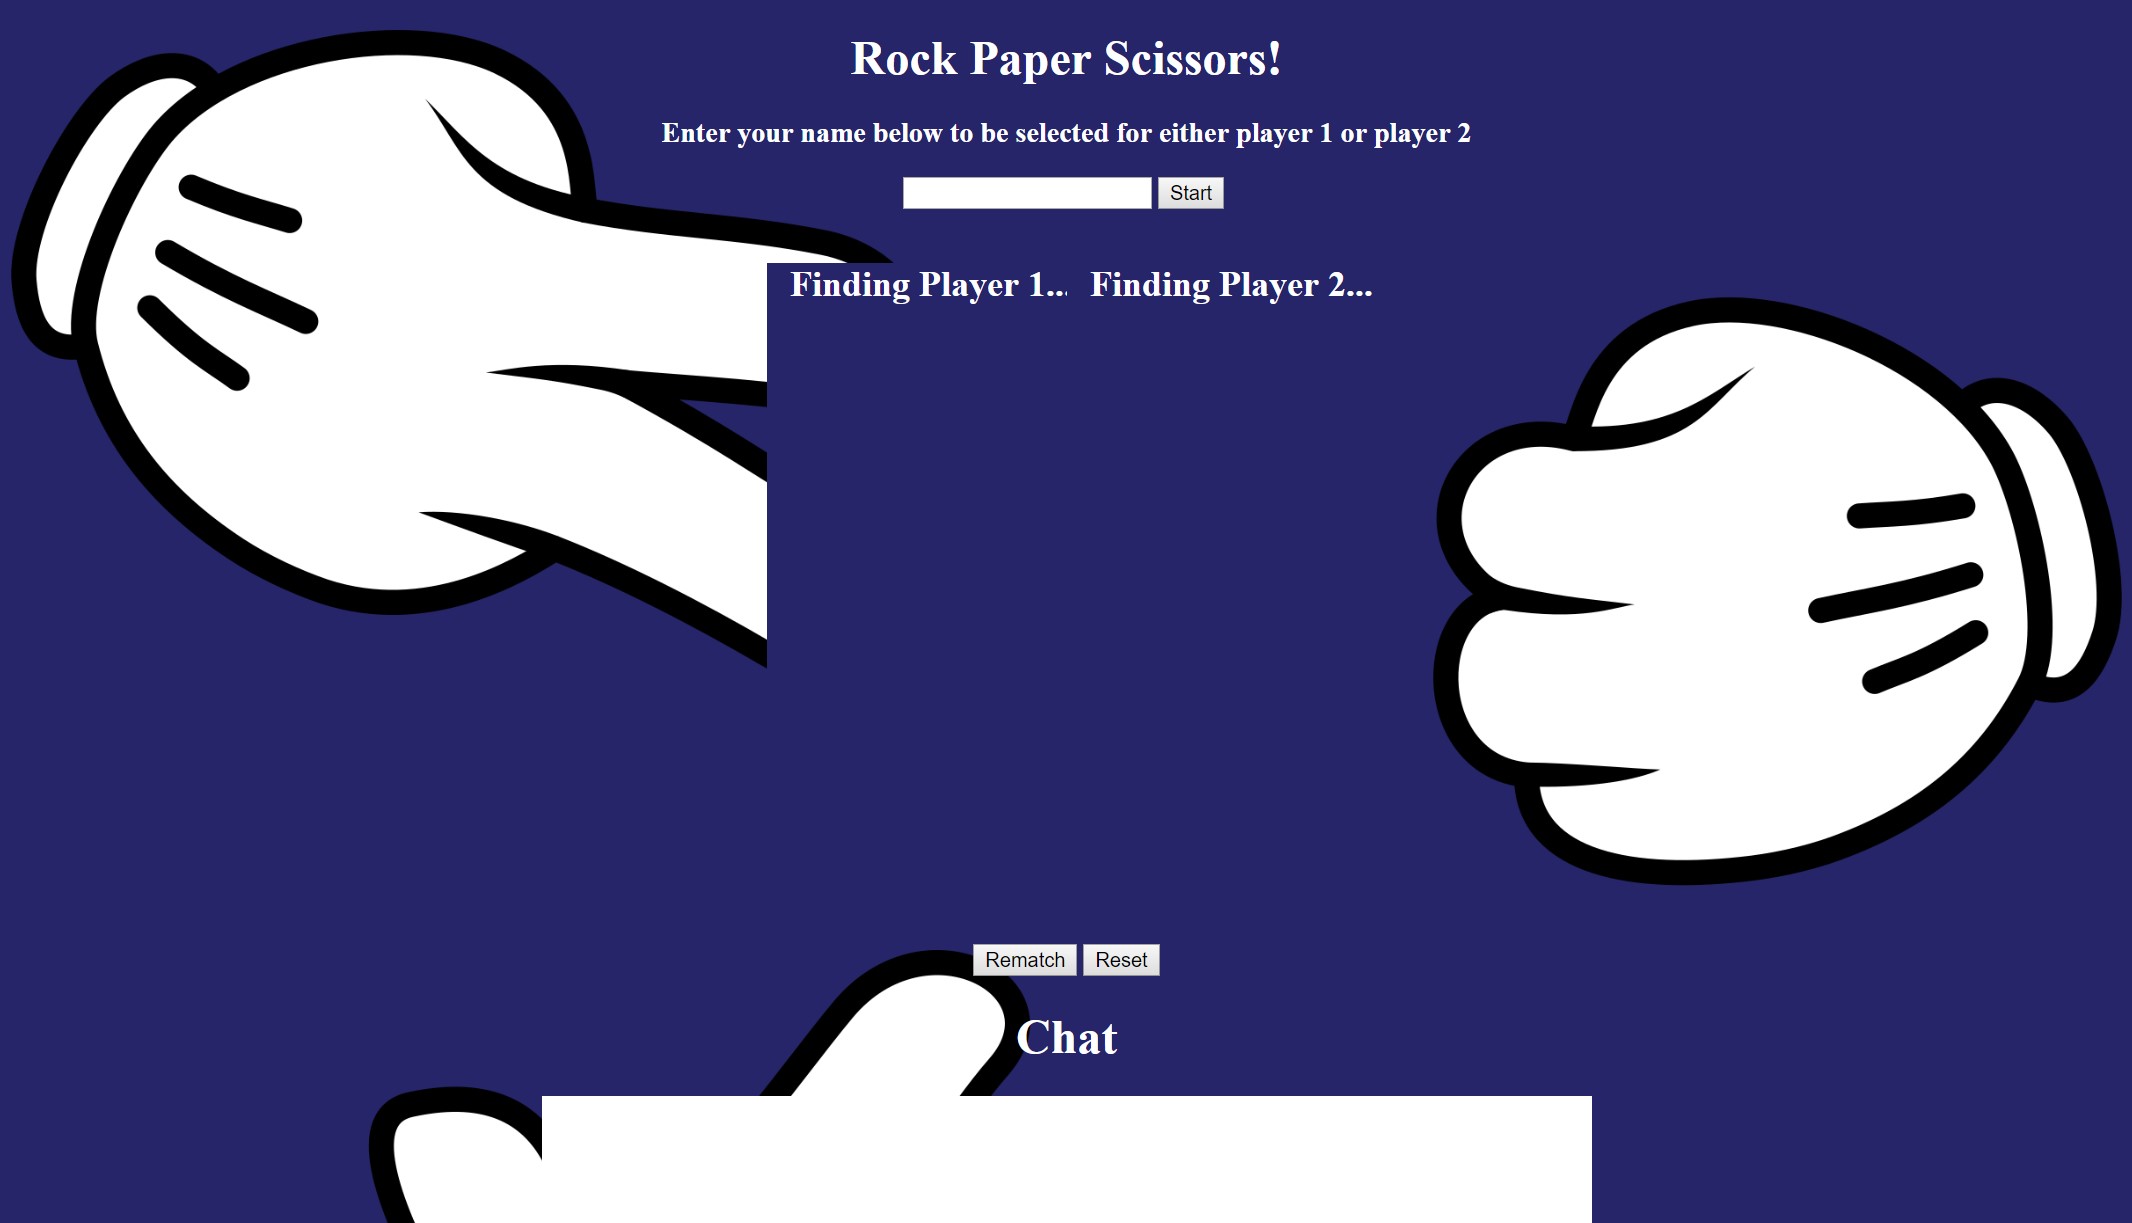 Rock Paper Scissors!
Enter your name below to be selected for either player 1 or player 2
Start
Finding Player 1... Finding Player 2...
Rematch Reset
Chat